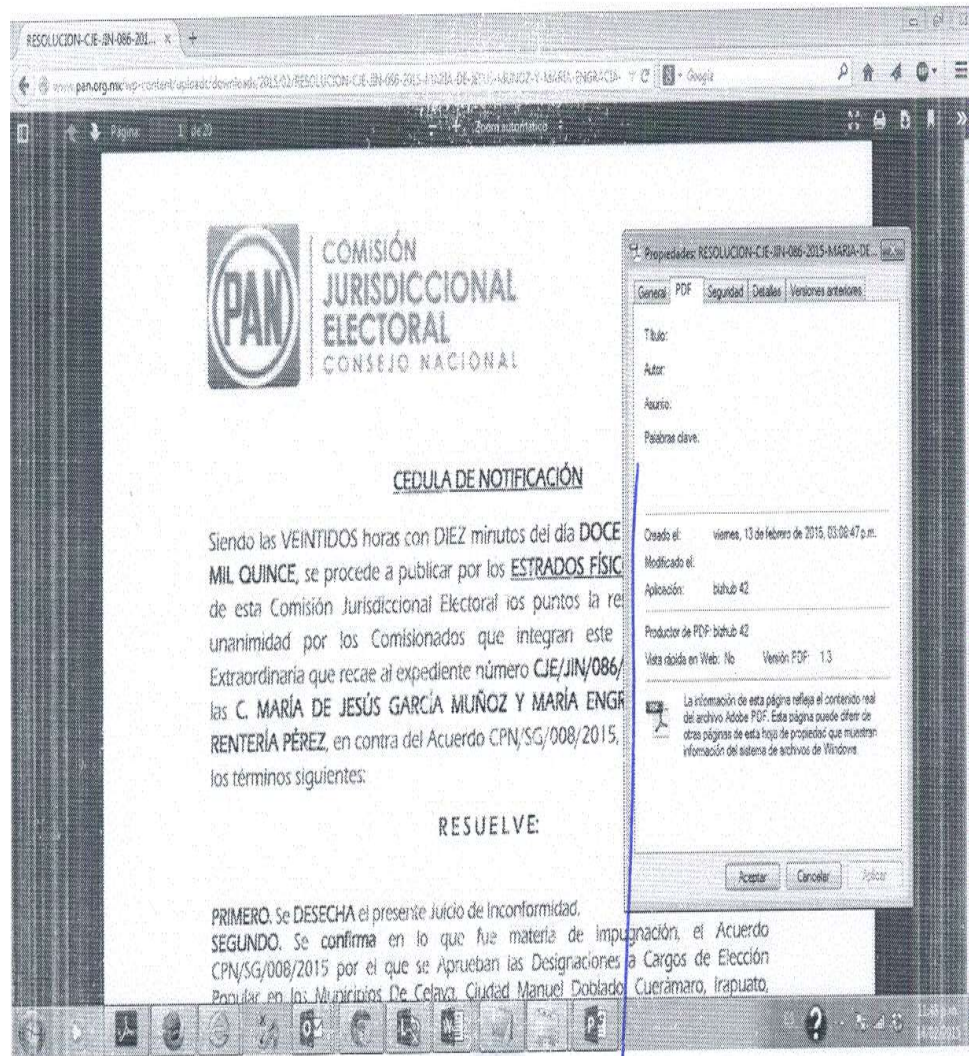 RESOLUCION-CJE-JIN-086-201... × +
www.pan.org.mx/wp-content/uploads/downloads/2015/02/RESOLUCION-CJE-JIN-086-2015-MARIA-DE- -MUÑOZ-Y-MARIA-ENGRACIA-
Google
Página: 1 de 20
Zoom automático
PAN
COMISIÓN
JURISDICCIONAL
ELECTORAL
CONSEJO NACIONAL
CEDULA DE NOTIFICACIÓN
Siendo las VEINTIDOS horas con DIEZ minutos del día DOCE
MIL QUINCE, se procede a publicar por los ESTRADOS FÍSIC
de esta Comisión Jurisdiccional Electoral los puntos la re
unanimidad por los Comisionados que integran este
Extraordinaria que recae al expediente número CJE/JIN/086/
las C. MARÍA DE JESÚS GARCÍA MUÑOZ Y MARÍA ENGR
RENTERÍA PÉREZ, en contra del Acuerdo CPN/SG/008/2015,
los términos siguientes:
RESUELVE:
PRIMERO. Se DESECHA el presente Juicio de Inconformidad.
SEGUNDO. Se confirma en lo que fue materia de impugnación, el Acuerdo
CPN/SG/008/2015 por el que se Aprueban las Designaciones a Cargos de Elección
Popular en los Municipios De Celaya, Ciudad Manuel Doblado, Cuerámaro, Irapuato,
Propiedades: RESOLUCION-CJE-JIN-086-2015-MARIA-DE...
General PDF Seguridad Detalles Versiones anteriores
Título:
Autor:
Asunto:
Palabras clave:
Creado el: viernes, 13 de febrero de 2015, 03:08:47 p.m.
Modificado el:
Aplicación: bizhub 42
Productor de PDF: bizhub 42
Vista rápida en Web: No Versión PDF: 1.3
La información de esta página refleja el contenido real
del archivo Adobe PDF. Esta página puede diferir de
otras páginas de esta hoja de propiedad que muestran
información del sistema de archivos de Windows.
Aceptar Cancelar Aplicar